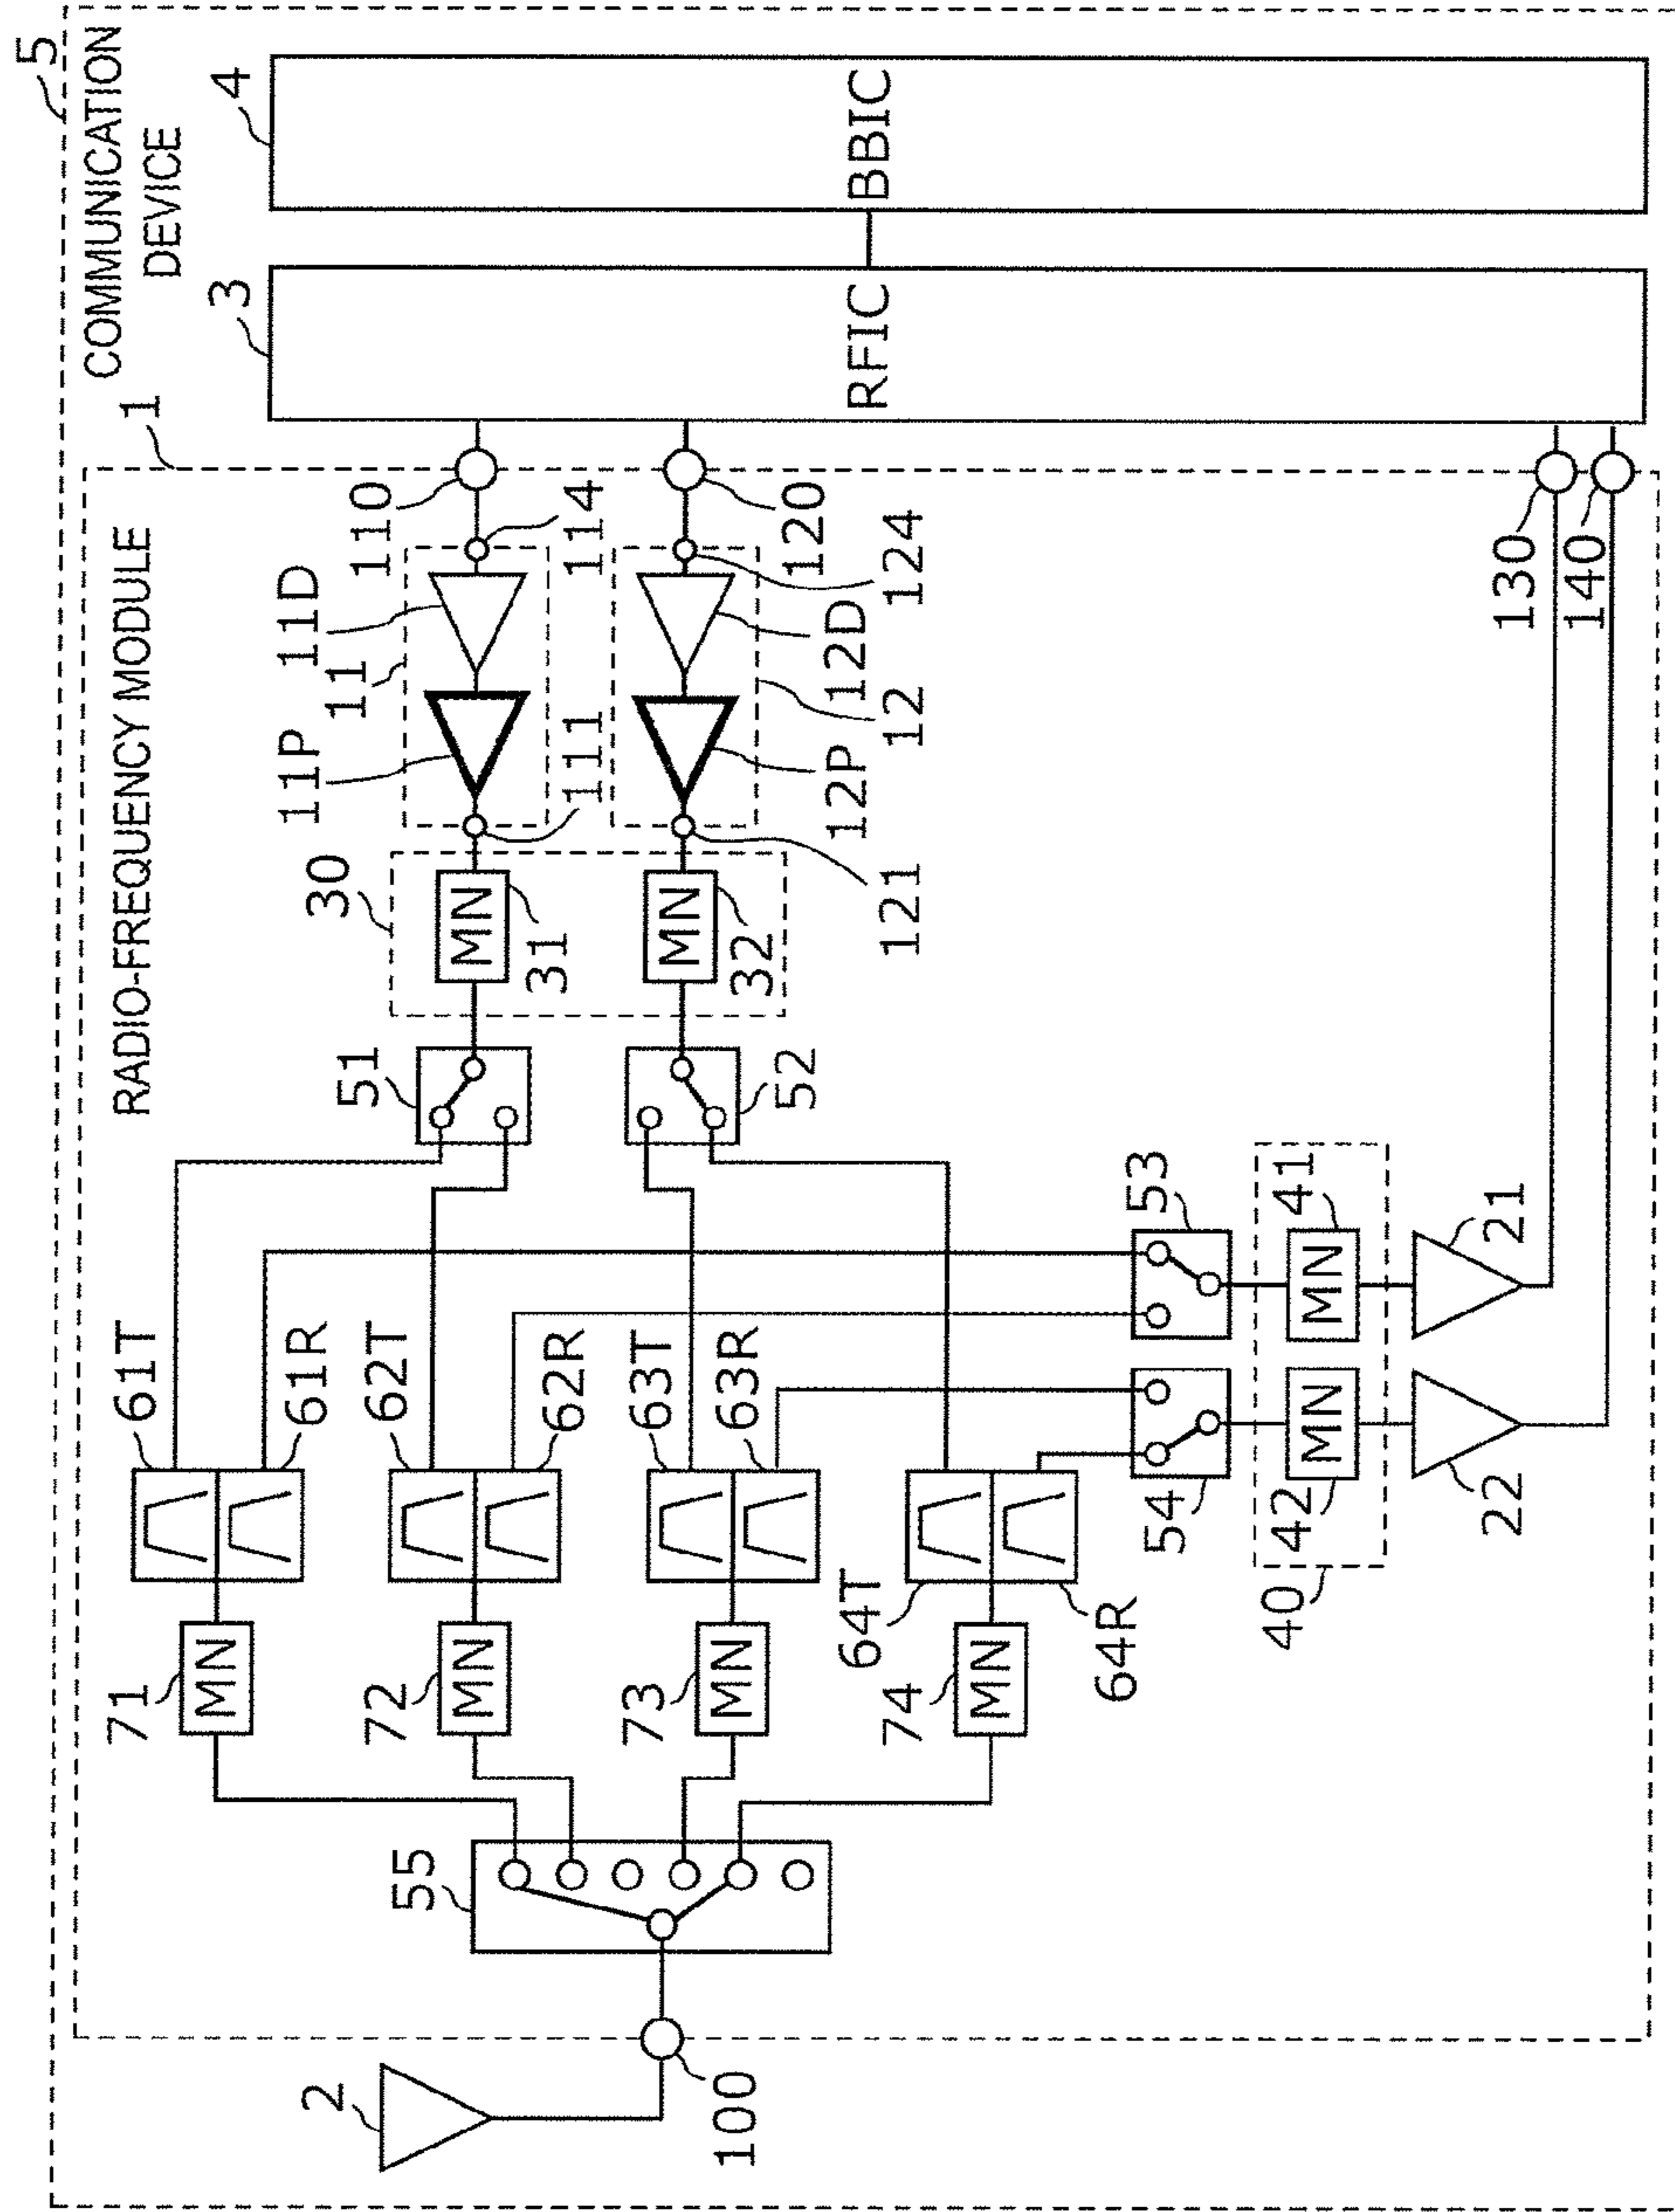 5
COMMUNICATION
DEVICE
4
BBIC
3
RFIC
1
RADIO-FREQUENCY MODULE
110
114
11D
11
11P
111
120
124
12D
12
12P
121
130
140
30
MN
31
MN
32
51
52
53
54
40
41
MN
42
MN
21
22
61T
61R
62T
62R
63T
63R
64T
64R
71
MN
72
MN
73
MN
74
MN
55
2
100